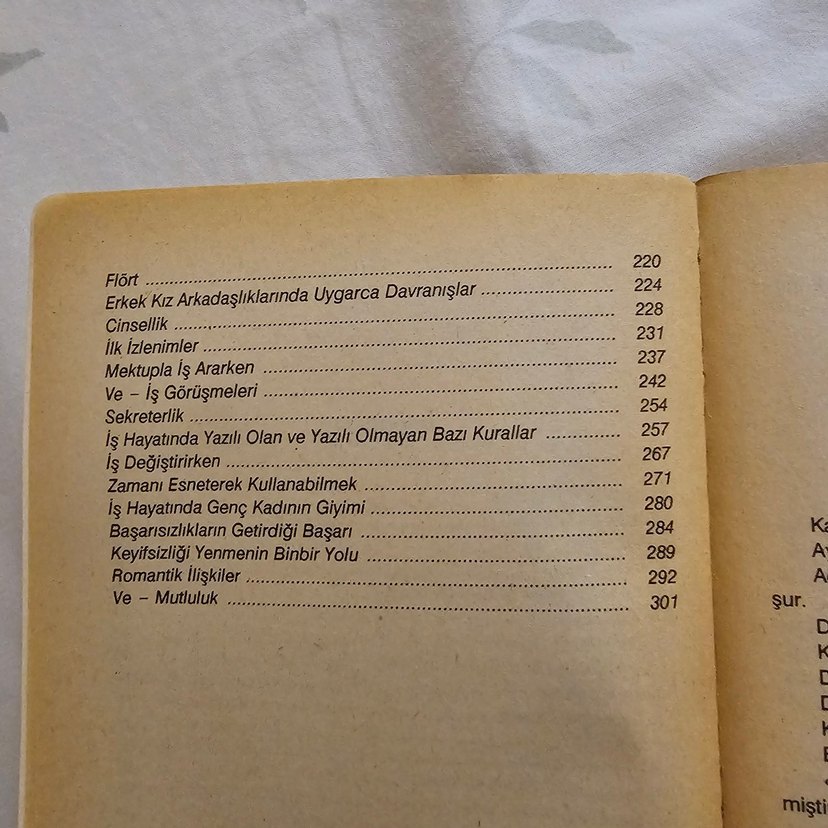 Flört ........................................ 220
Erkek Kız Arkadaşlıklarında Uygarca Davranışlar .................... 224
Cinsellik ........................................ 228
İlk İzlenimler ........................................ 231
Mektupla İş Ararken ........................................ 237
Ve – İş Görüşmeleri ........................................ 242
Sekreterlik ........................................ 254
İş Hayatında Yazılı Olan ve Yazılı Olmayan Bazı Kurallar ............ 257
İş Değiştirirken ........................................ 267
Zamanı Esneterek Kullanabilmek ........................................ 271
İş Hayatında Genç Kadının Giyimi ........................................ 280
Başarısızlıkların Getirdiği Başarı ........................................ 284
Keyifsizliği Yenmenin Binbir Yolu ........................................ 289
Romantik İlişkiler ........................................ 292
Ve – Mutluluk ........................................ 301
şur.